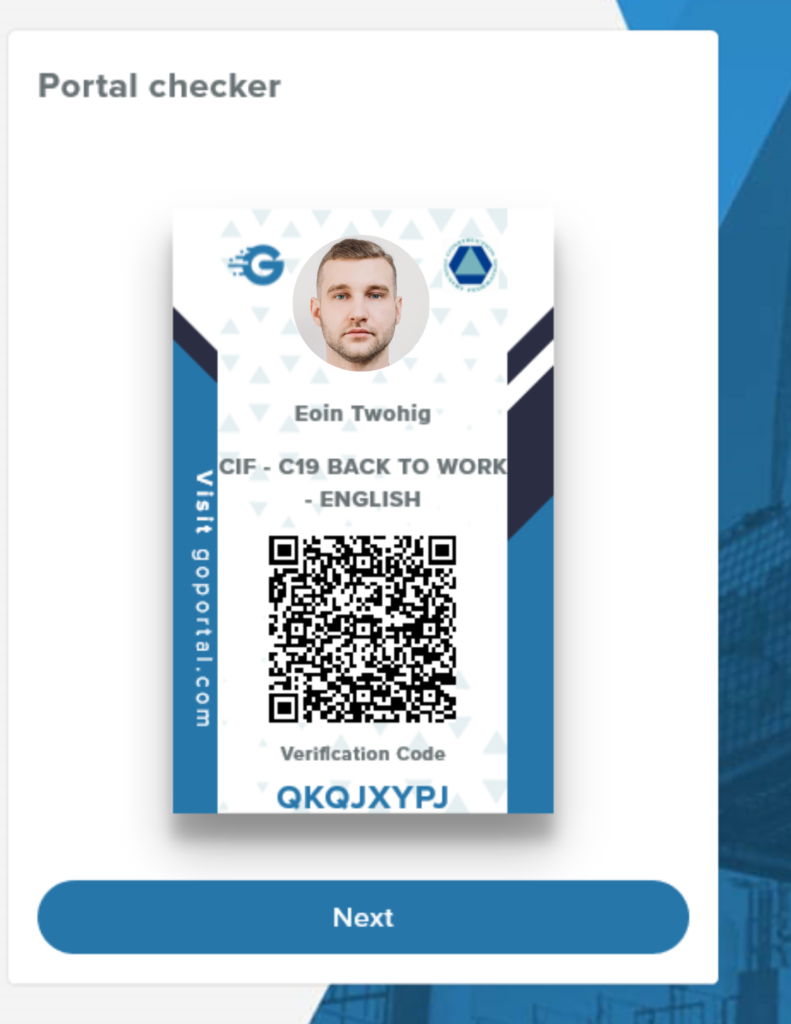 Portal checker
Eoin Twohig
CIF - C19 BACK TO WORK
- ENGLISH
Visit goportal.com
Verification Code
QKQJXYPJ
Next